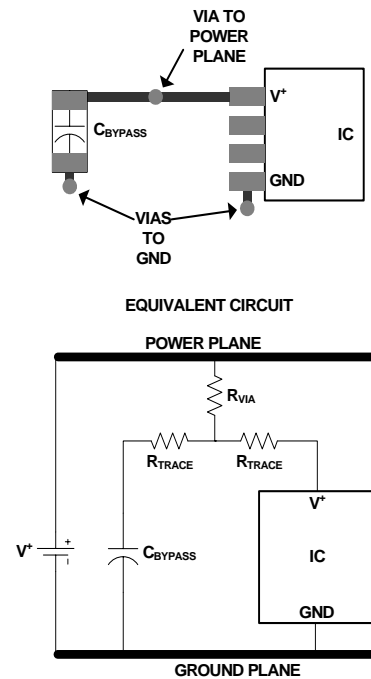 VIA TO
POWER
PLANE
V+
CBYPASS
IC
GND
VIAS
TO
GND
EQUIVALENT CIRCUIT
POWER PLANE
RVIA
RTRACE RTRACE
V+
V+ + -
CBYPASS
IC
GND
GROUND PLANE